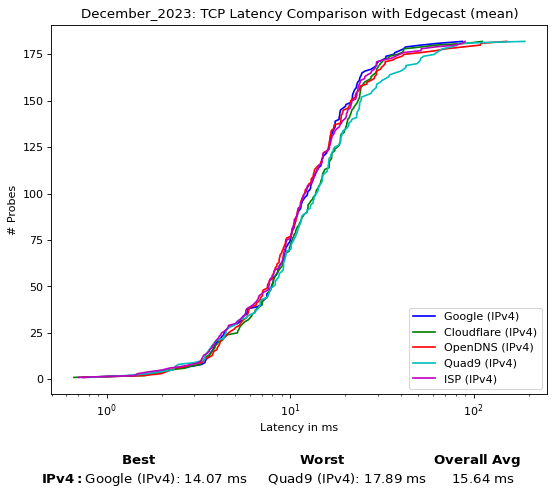 December_2023: TCP Latency Comparison with Edgecast (mean)
175
150
125
100
75
50
25
0
# Probes
10⁰ 10¹ 10²
Latency in ms
Google (IPv4)
Cloudflare (IPv4)
OpenDNS (IPv4)
Quad9 (IPv4)
ISP (IPv4)
Best Worst Overall Avg
IPv4: Google (IPv4): 14.07 ms Quad9 (IPv4): 17.89 ms 15.64 ms